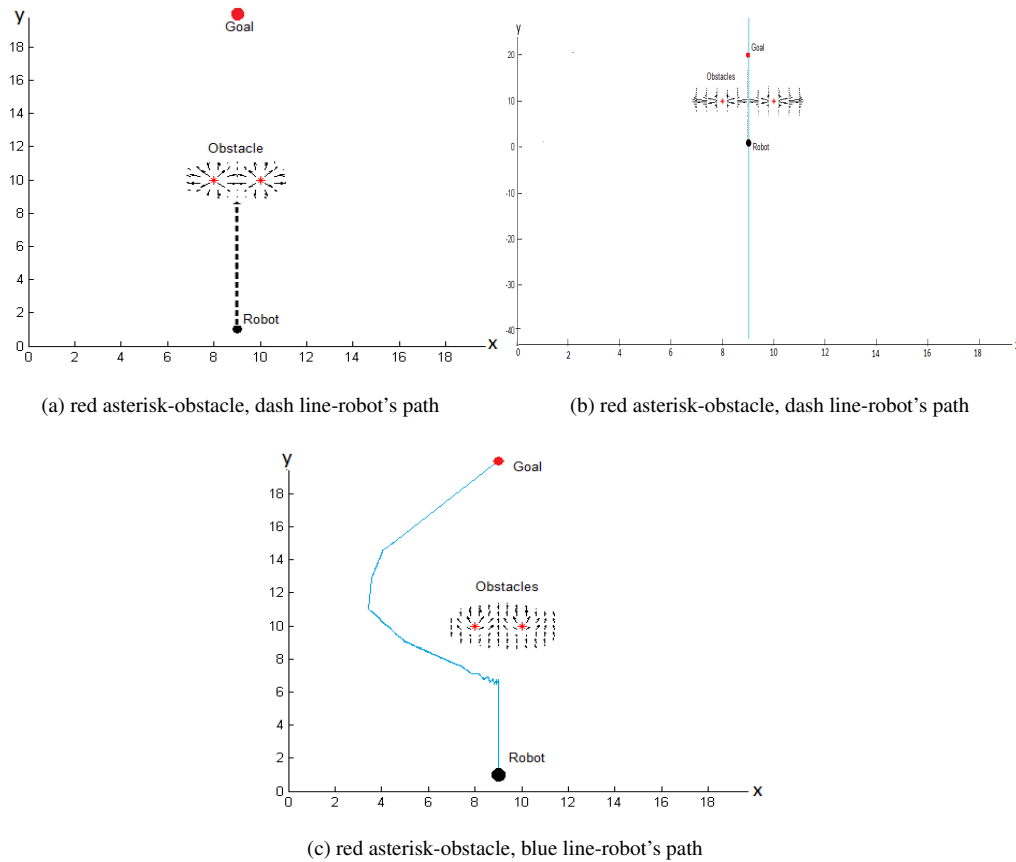 y
Goal
18
16
14
12
Obstacle
10
8
6
4
2
Robot
0
0 2 4 6 8 10 12 14 16 18 x
(a) red asterisk-obstacle, dash line-robot's path
y
Goal
20
Obstacles
10
0
Robot
-10
-20
-30
-40
0 2 4 6 8 10 12 14 16 18
(b) red asterisk-obstacle, dash line-robot's path
y
Goal
18
16
14
12
Obstacles
10
8
6
4
2
Robot
0
0 2 4 6 8 10 12 14 16 18 x
(c) red asterisk-obstacle, blue line-robot's path